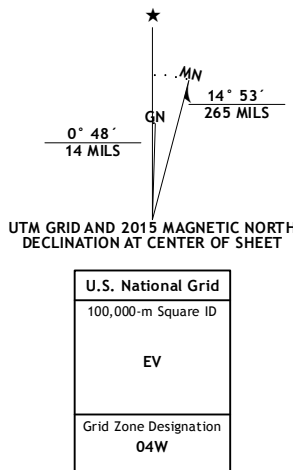 ★
MN
GN
14° 53´
265 MILS
0° 48´
14 MILS
UTM GRID AND 2015 MAGNETIC NORTH
DECLINATION AT CENTER OF SHEET
U.S. National Grid
100,000-m Square ID
EV
Grid Zone Designation
04W